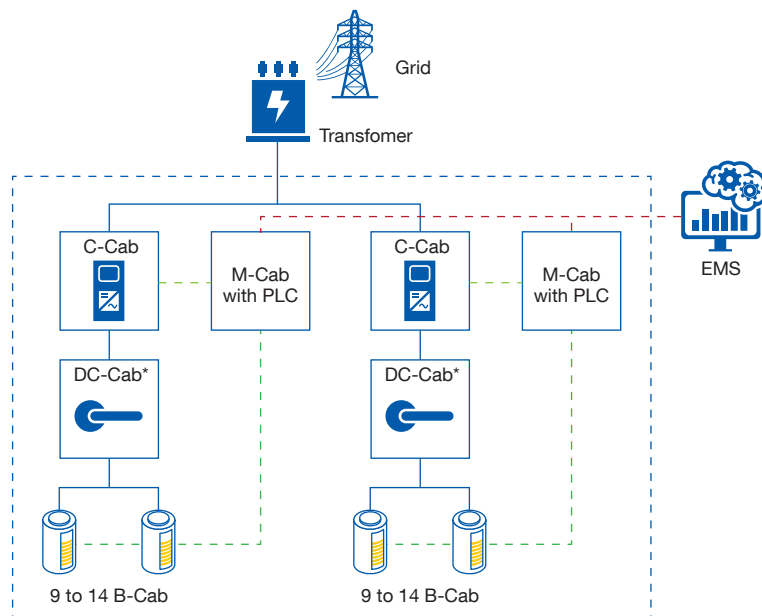 Grid
Transfomer
C-Cab
M-Cab
with PLC
C-Cab
M-Cab
with PLC
EMS
DC-Cab*
DC-Cab*
9 to 14 B-Cab
9 to 14 B-Cab